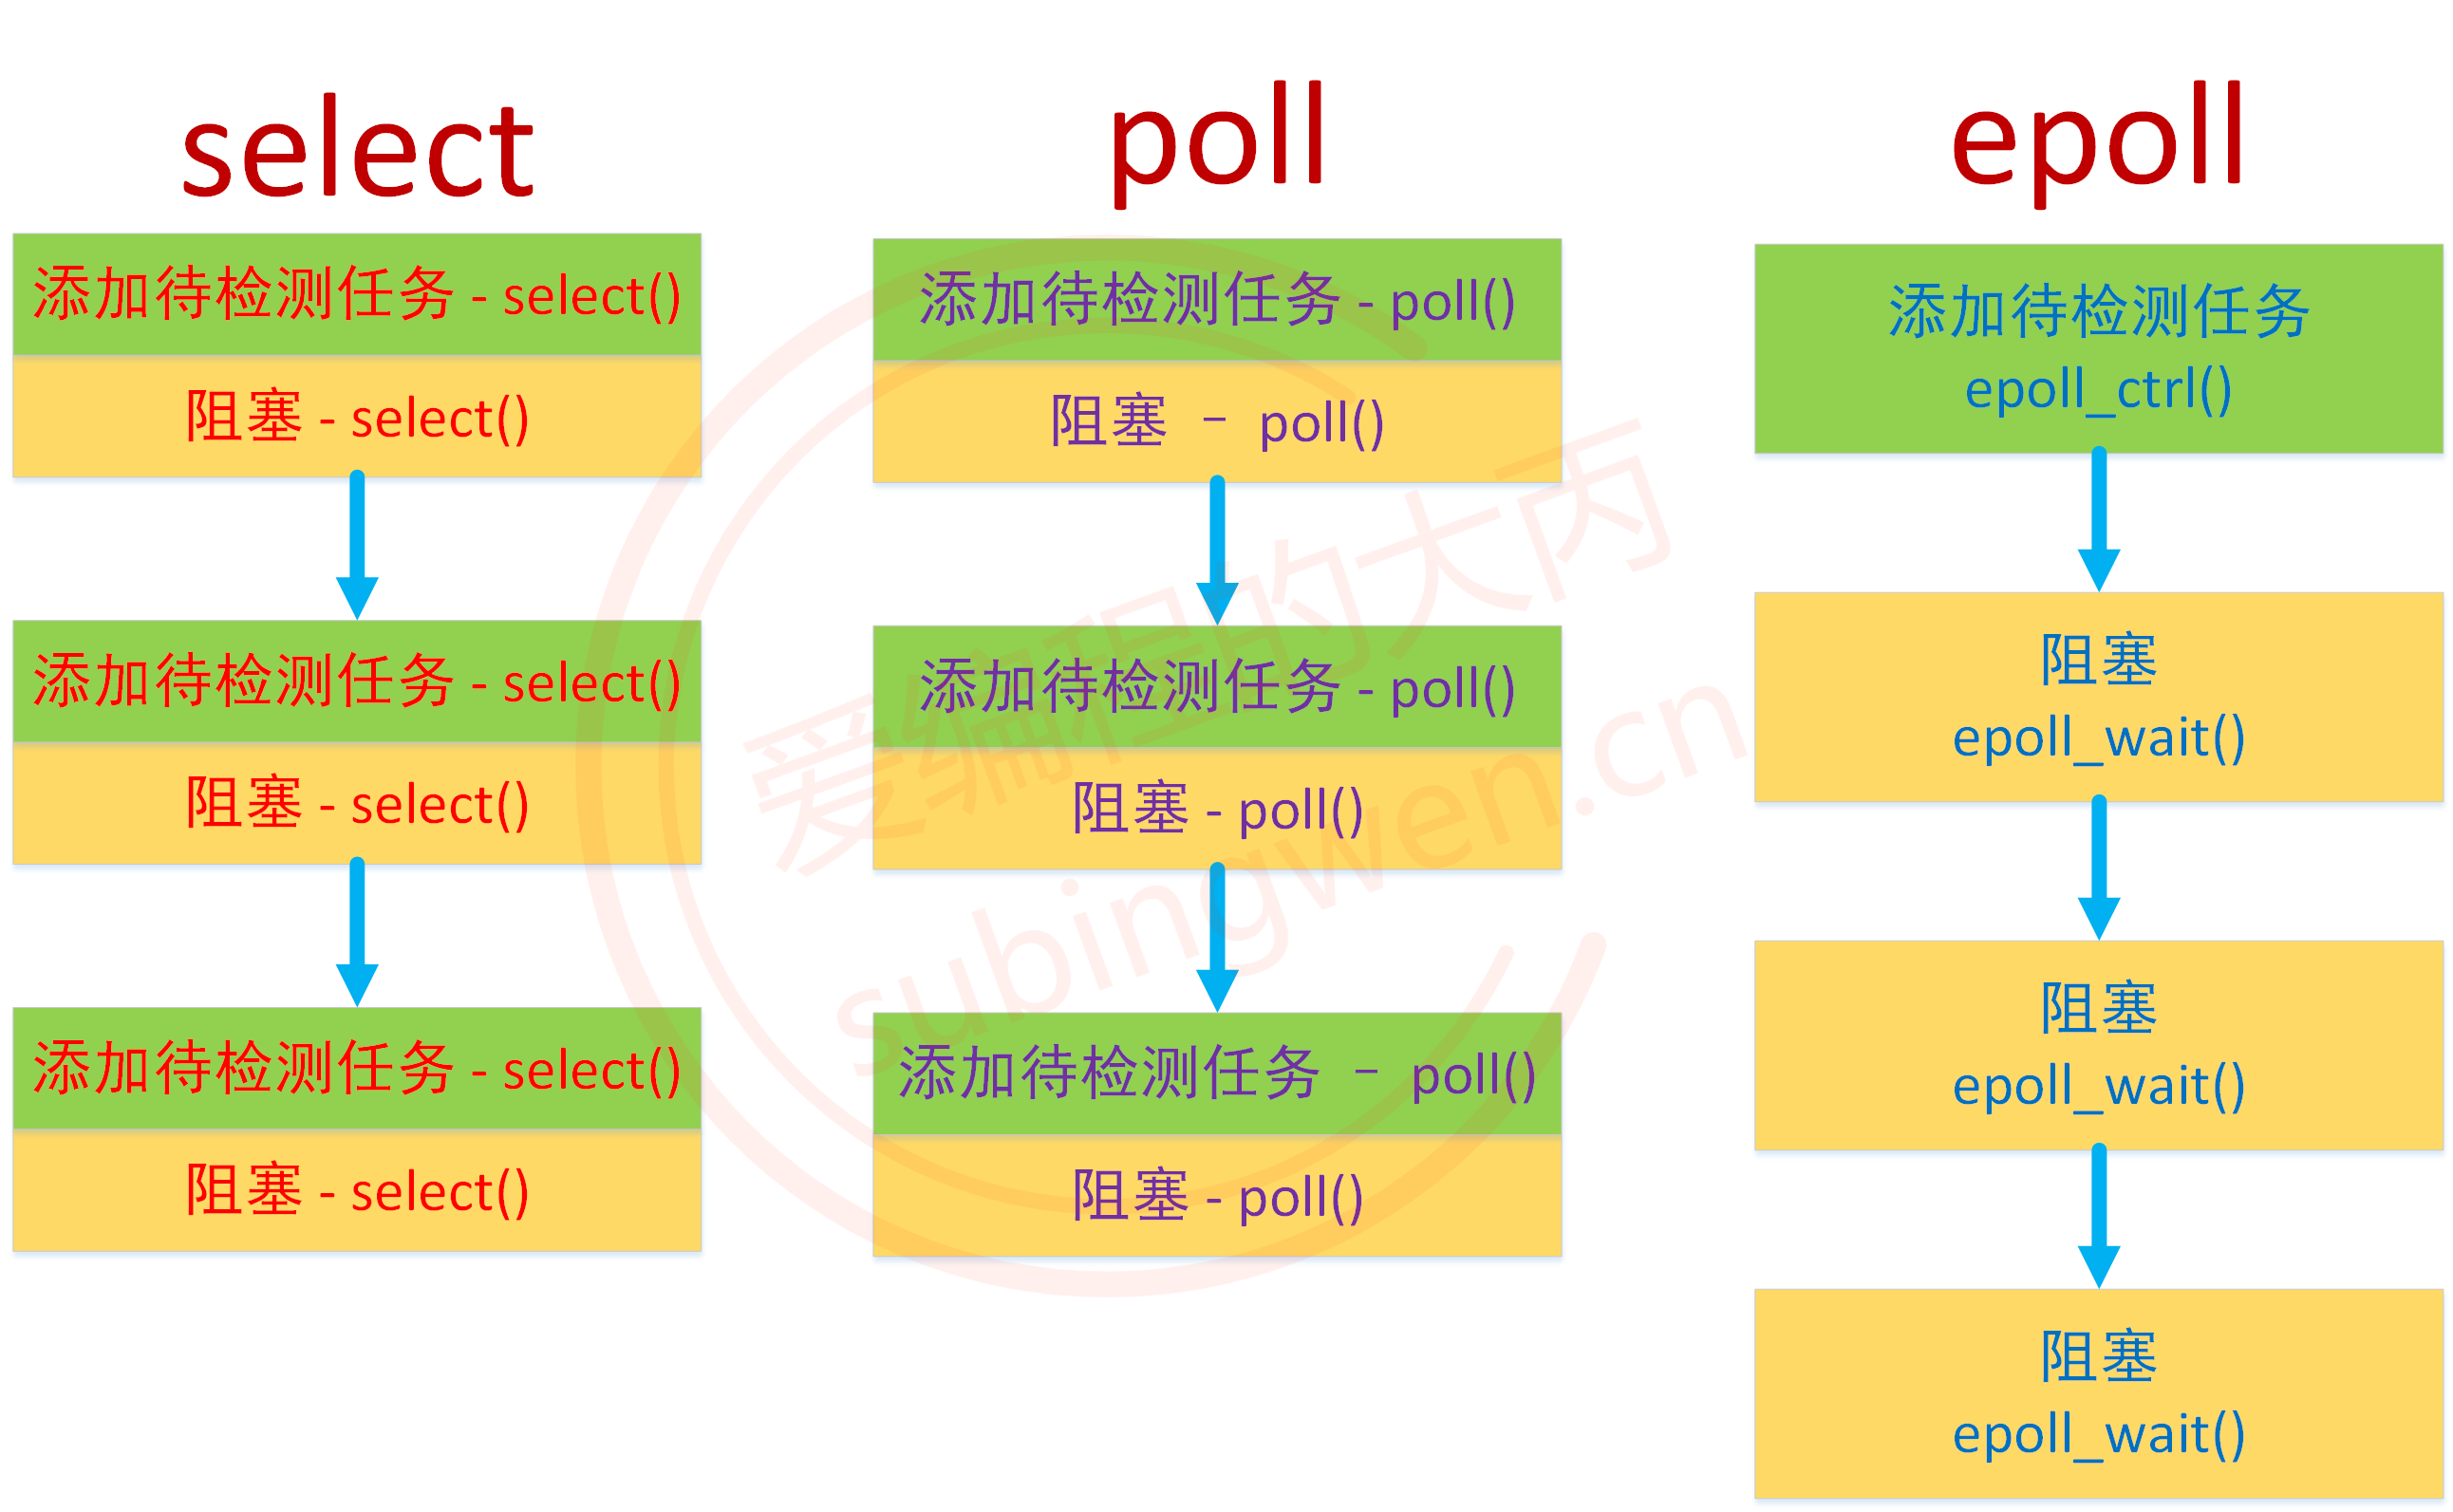 select
添加待检测任务 - select()
阻塞 - select()
添加待检测任务 - select()
阻塞 - select()
添加待检测任务 - select()
阻塞 - select()
poll
添加待检测任务 - poll()
阻塞 - poll()
添加待检测任务 - poll()
阻塞 - poll()
添加待检测任务 - poll()
阻塞 - poll()
epoll
添加待检测任务
epoll_ctrl()
阻塞
epoll_wait()
阻塞
epoll_wait()
阻塞
epoll_wait()
爱编程的大丙
subingwen.cn